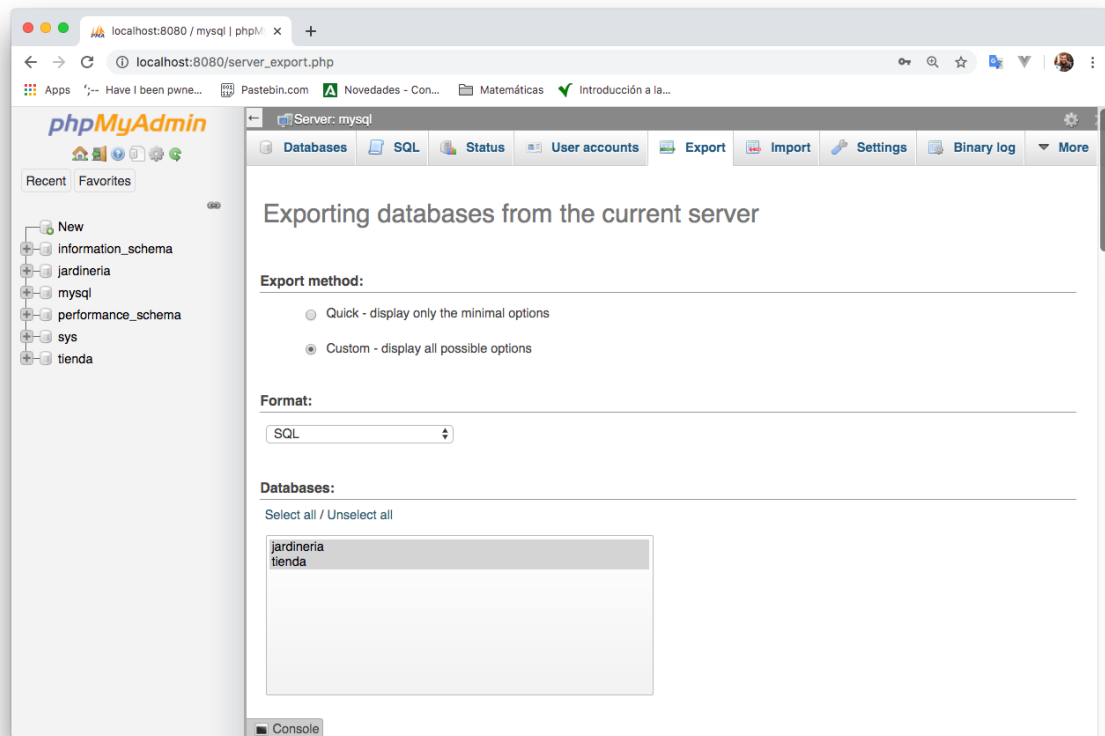 localhost:8080 / mysql | phpM
localhost:8080/server_export.php
Apps
';-- Have I been pwne...
Pastebin.com
Novedades - Con...
Matemáticas
Introducción a la...
phpMyAdmin
Recent Favorites
New
information_schema
jardineria
mysql
performance_schema
sys
tienda
Server: mysql
Databases SQL Status User accounts Export Import Settings Binary log More
Exporting databases from the current server
Export method:
Quick - display only the minimal options
Custom - display all possible options
Format:
SQL
Databases:
Select all / Unselect all
jardineria
tienda
Console